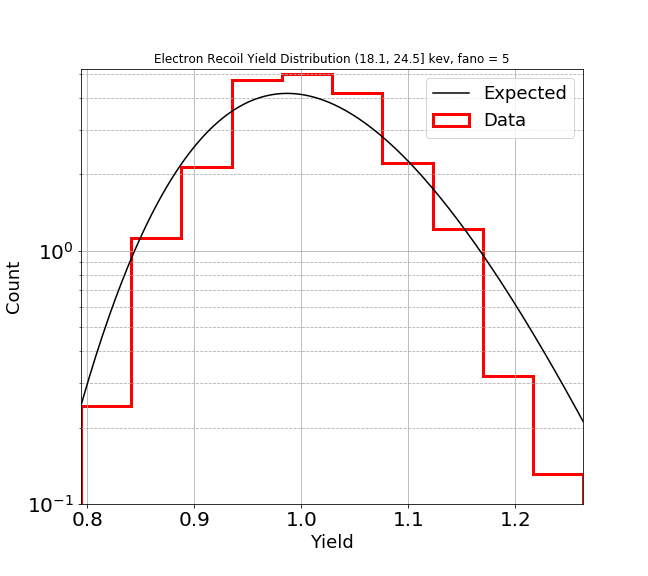 Electron Recoil Yield Distribution (18.1, 24.5] kev, fano = 5
Expected
Data
10⁰
10⁻¹
Count
0.8 0.9 1.0 1.1 1.2
Yield